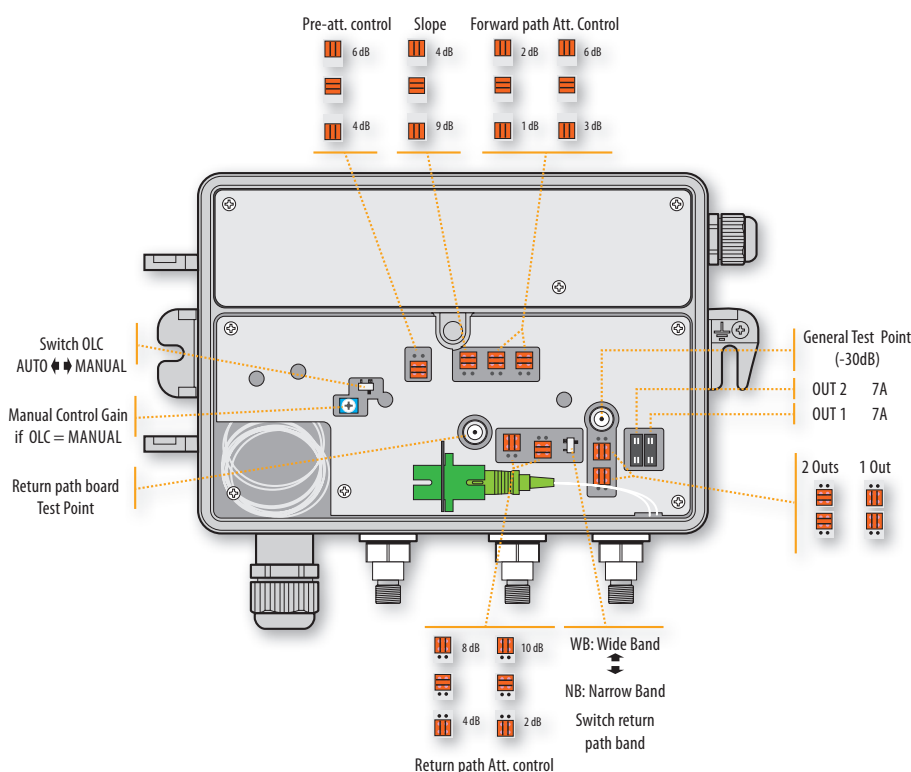 Pre-att. control
Slope
Forward path Att. Control
6 dB
4 dB
2 dB
6 dB
4 dB
9 dB
1 dB
3 dB
Switch OLC
AUTO MANUAL
Manual Control Gain
if OLC = MANUAL
Return path board
Test Point
General Test Point
(-30dB)
OUT 2 7A
OUT 1 7A
2 Outs
1 Out
8 dB
10 dB
4 dB
2 dB
Return path Att. control
WB: Wide Band
NB: Narrow Band
Switch return
path band